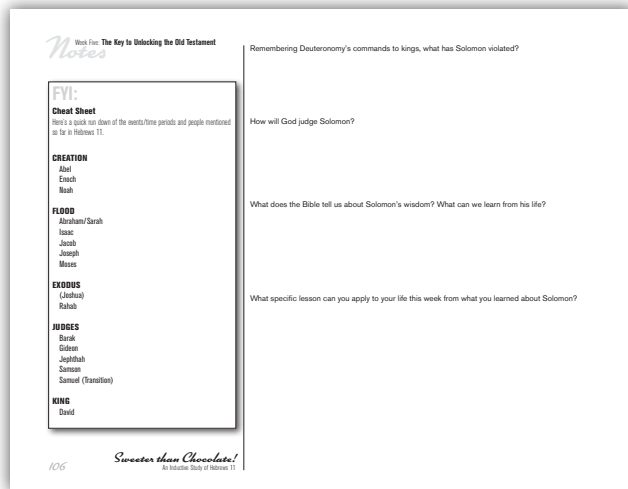 Notes
Week Five: The Key to Unlocking the Old Testament
FYI:
Cheat Sheet
Here's a quick run down of the events/time periods and people mentioned
so far in Hebrews 11.
CREATION
Abel
Enoch
Noah
FLOOD
Abraham/Sarah
Isaac
Jacob
Joseph
Moses
EXODUS
(Joshua)
Rahab
JUDGES
Barak
Gideon
Jephthah
Samson
Samuel (Transition)
KING
David
106
Sweeter than Chocolate!
An Inductive Study of Hebrews 11
Remembering Deuteronomy's commands to kings, what has Solomon violated?
How will God judge Solomon?
What does the Bible tell us about Solomon's wisdom? What can we learn from his life?
What specific lesson can you apply to your life this week from what you learned about Solomon?